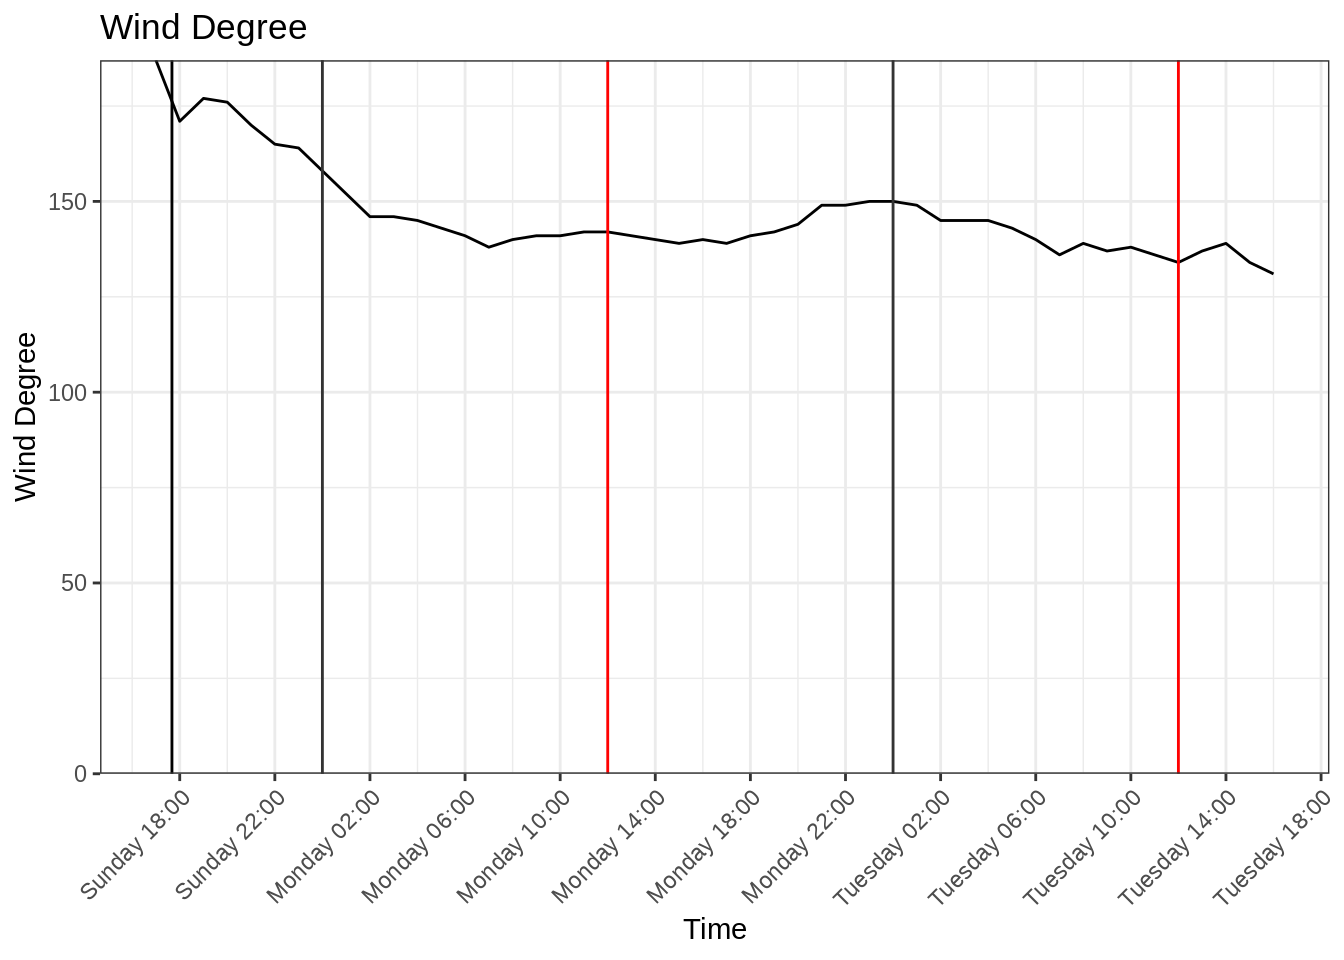 Wind Degree
Wind Degree
150
100
50
0
Sunday 18:00
Sunday 22:00
Monday 02:00
Monday 06:00
Monday 10:00
Monday 14:00
Monday 18:00
Monday 22:00
Tuesday 02:00
Tuesday 06:00
Tuesday 10:00
Tuesday 14:00
Tuesday 18:00
Time